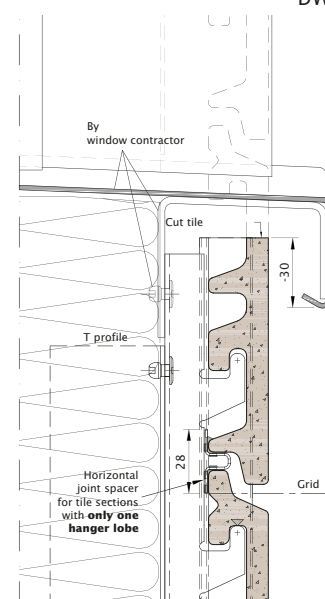 DW
By
window contractor
Cut tile
-30
T profile
28
Horizontal
joint spacer
for tile sections
with only one
hanger lobe
Grid